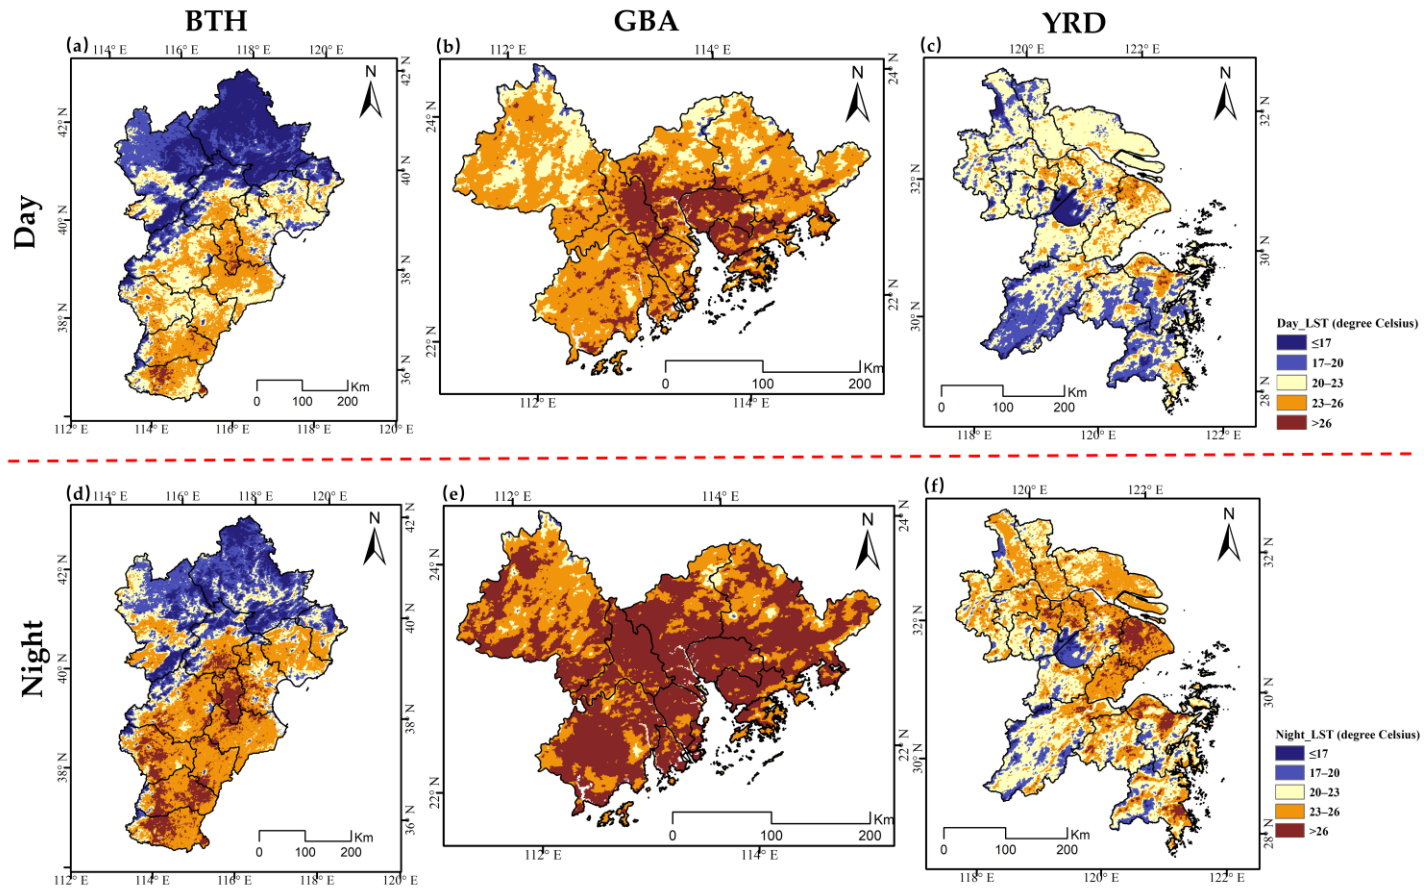 BTH
GBA
YRD
Day
(a)
114° E
116° E
118° E
120° E
42° N
40° N
38° N
42° N
40° N
38° N
36° N
N
0 100 200 Km
112° E
114° E
116° E
118° E
120° E
(b)
112° E
114° E
24° N
22° N
24° N
22° N
N
0 100 200 Km
112° E
114° E
(c)
120° E
122° E
32° N
30° N
32° N
30° N
28° N
N
0 100 200 Km
118° E
120° E
122° E
Day_LST (degree Celsius)
≤17
17–20
20–23
23–26
>26
Night
(d)
114° E
116° E
118° E
120° E
42° N
40° N
38° N
42° N
40° N
38° N
36° N
N
0 100 200 Km
112° E
114° E
116° E
118° E
120° E
(e)
112° E
114° E
24° N
22° N
24° N
22° N
N
0 100 200 Km
112° E
114° E
(f)
120° E
122° E
32° N
30° N
32° N
30° N
28° N
N
0 100 200 Km
118° E
120° E
122° E
Night_LST (degree Celsius)
≤17
17–20
20–23
23–26
>26